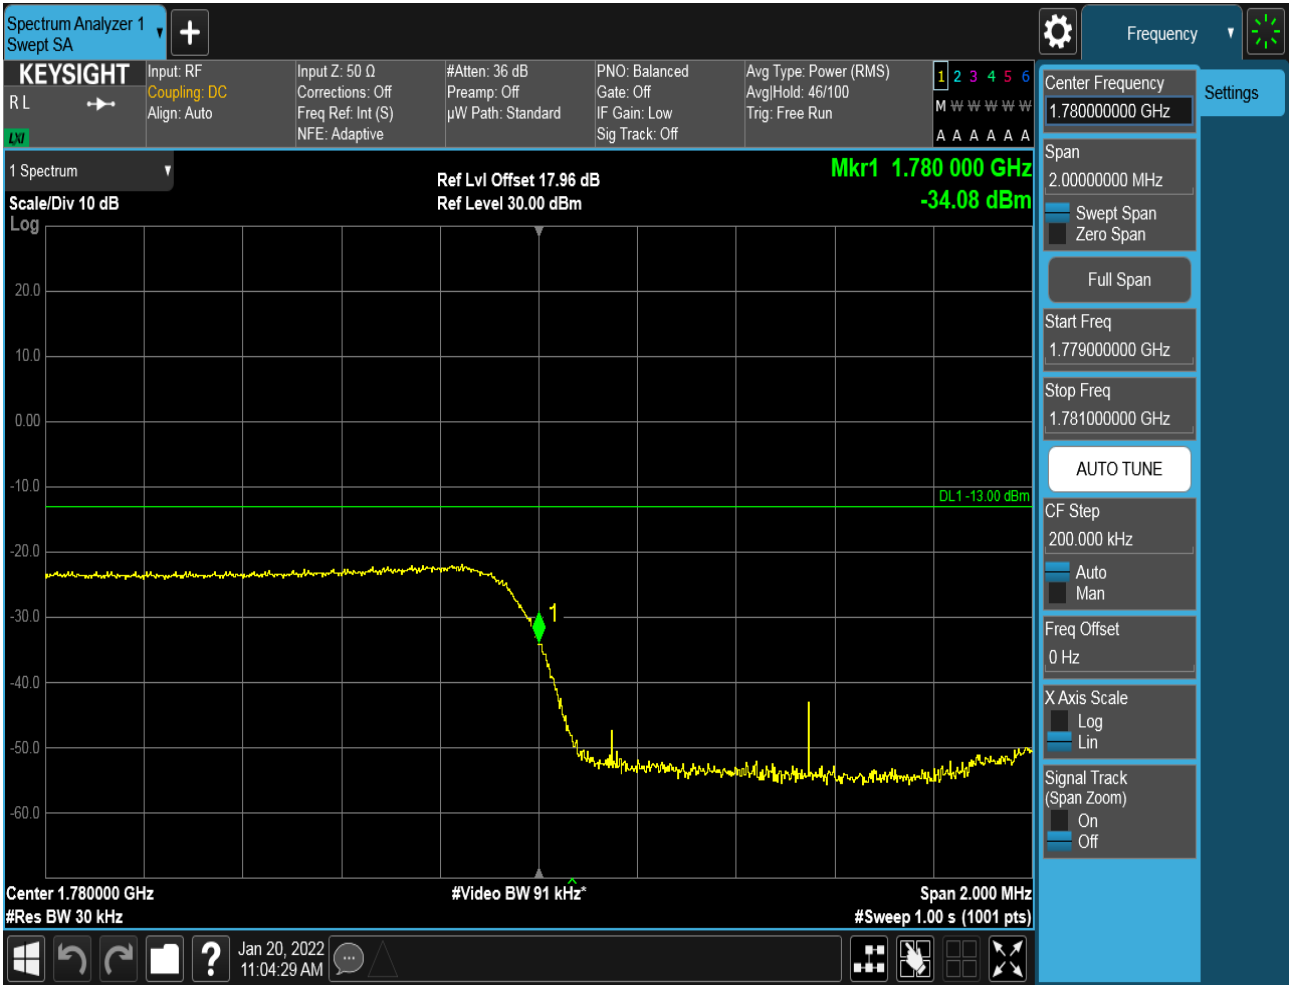 Spectrum Analyzer 1
Swept SA
Frequency
KEYSIGHT
R L
LXI
Input: RF
Coupling: DC
Align: Auto
Input Z: 50 Ω
Corrections: Off
Freq Ref: Int (S)
NFE: Adaptive
#Atten: 36 dB
Preamp: Off
µW Path: Standard
PNO: Balanced
Gate: Off
IF Gain: Low
Sig Track: Off
Avg Type: Power (RMS)
Avg|Hold: 46/100
Trig: Free Run
1 2 3 4 5 6
M W W W W W
A A A A A A
1 Spectrum
Scale/Div 10 dB
Log
Ref Lvl Offset 17.96 dB
Ref Level 30.00 dBm
Mkr1 1.780 000 GHz
-34.08 dBm
20.0
10.0
0.00
-10.0
-20.0
-30.0
-40.0
-50.0
-60.0
DL1 -13.00 dBm
1
Center 1.780000 GHz
#Res BW 30 kHz
#Video BW 91 kHz*
Span 2.000 MHz
#Sweep 1.00 s (1001 pts)
Center Frequency
1.780000000 GHz
Settings
Span
2.00000000 MHz
Swept Span
Zero Span
Full Span
Start Freq
1.779000000 GHz
Stop Freq
1.781000000 GHz
AUTO TUNE
CF Step
200.000 kHz
Auto
Man
Freq Offset
0 Hz
X Axis Scale
Log
Lin
Signal Track
(Span Zoom)
On
Off
?
Jan 20, 2022
11:04:29 AM